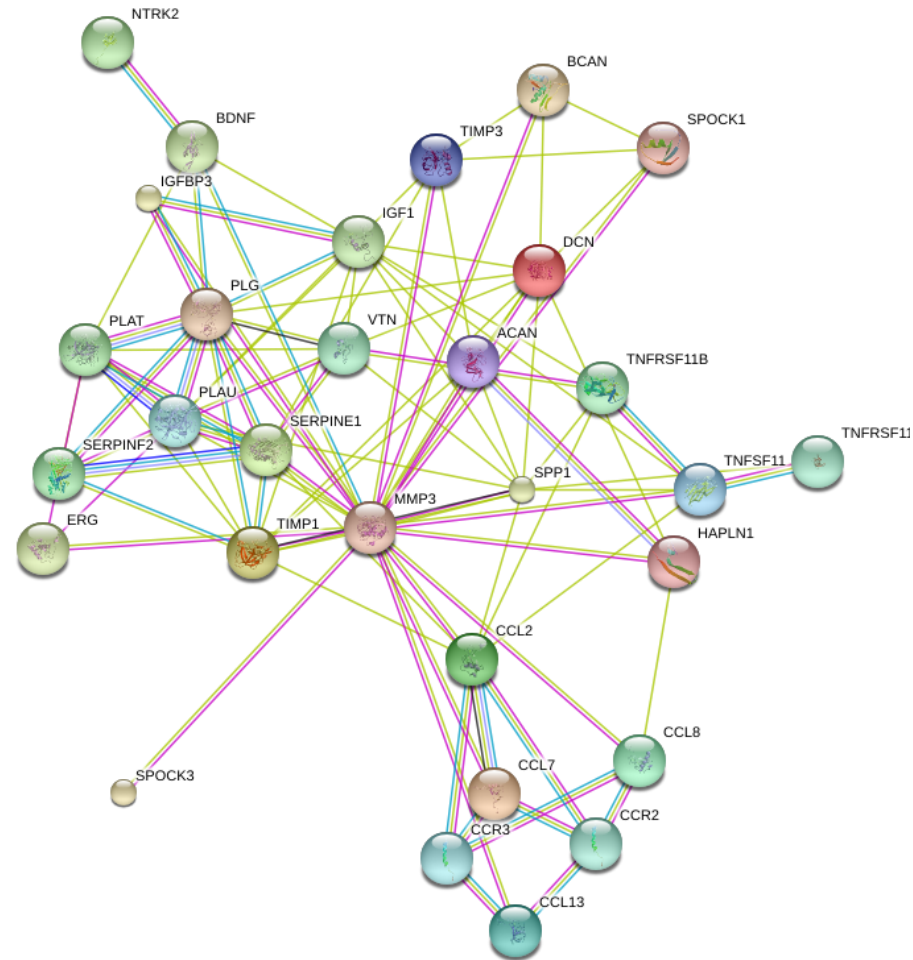 NTRK2
BCAN
BDNF
SPOCK1
TIMP3
IGFBP3
IGF1
DCN
PLG
PLAT
VTN
ACAN
TNFRSF11B
PLAU
SERPINE1
TNFRSF11
SERPINF2
TNFSF11
SPP1
MMP3
ERG
TIMP1
HAPLN1
CCL2
CCL8
CCL7
SPOCK3
CCR2
CCR3
CCL13